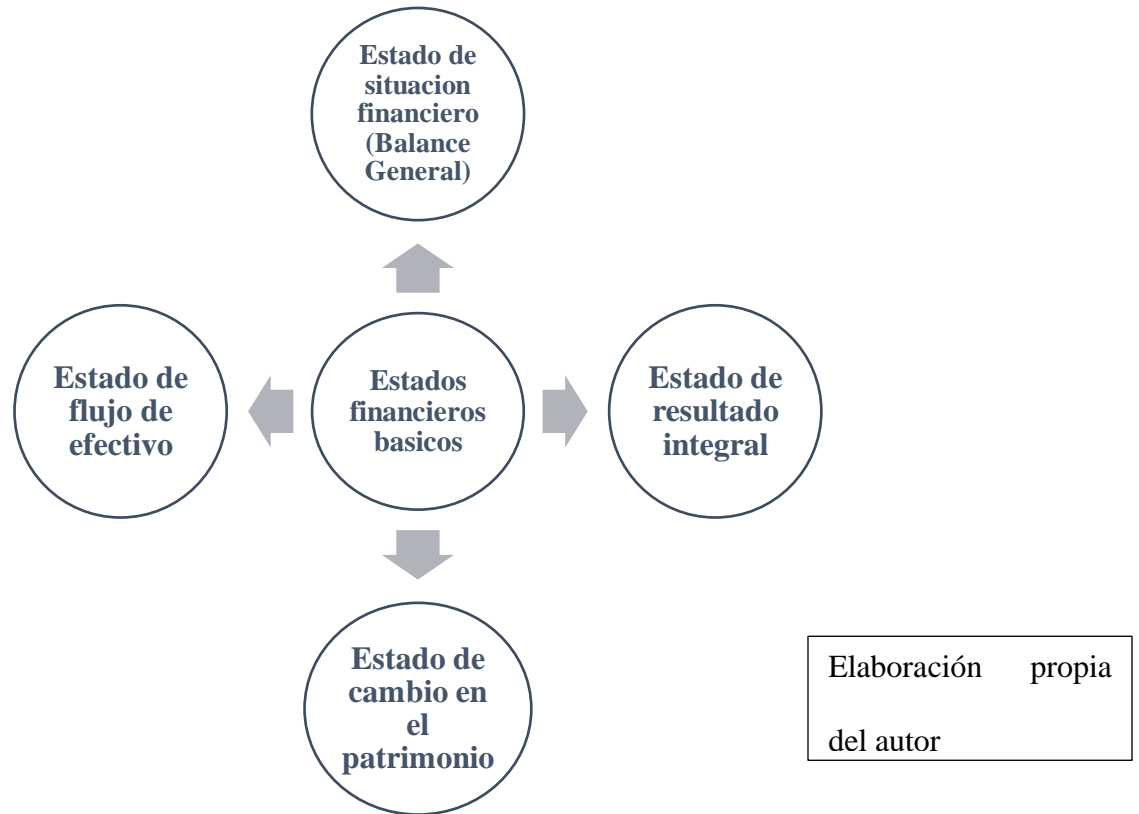 Estado de
situacion
financiero
(Balance
General)
Estado de
flujo de
efectivo
Estados
financieros
basicos
Estado de
resultado
integral
Estado de
cambio en
el
patrimonio
Elaboración propia
del autor